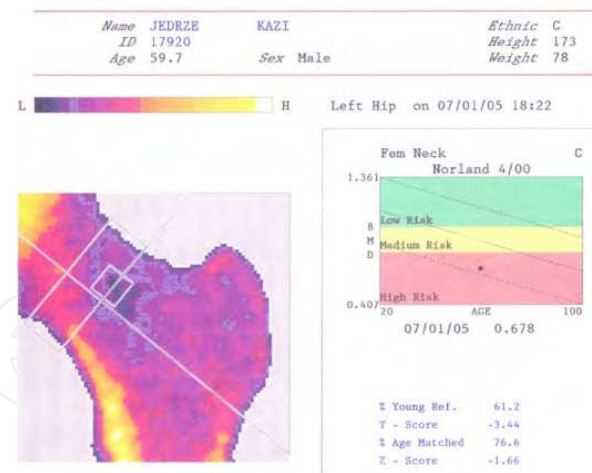 Name JEDRZE KAZI Ethnic C
ID 17920 Height 173
Age 59.7 Sex Male Weight 78
L H Left Hip on 07/01/05 18:22
Fem Neck C
Norland 4/00
1.361
Low Risk
B
M Medium Risk
D
High Risk
0.407
20 AGE 100
07/01/05 0.678
% Young Ref. 61.2
T - Score -3.44
% Age Matched 76.6
Z - Score -1.66